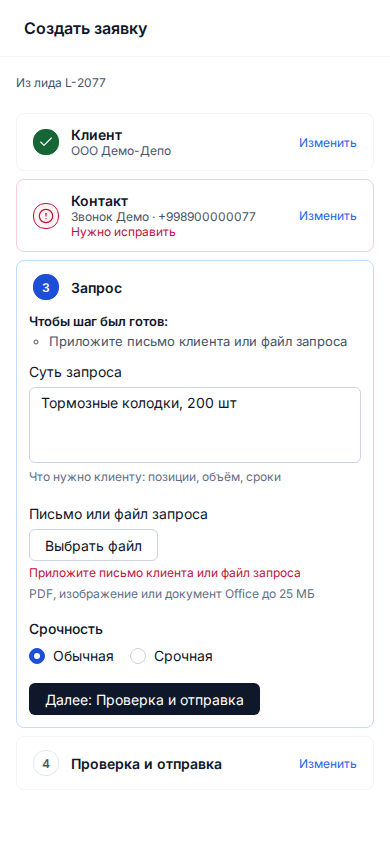 Создать заявку
Из лида L-2077
Клиент
ООО Демо-Депо
Изменить
Контакт
Звонок Демо · +998900000077
Нужно исправить
Изменить
3
Запрос
Чтобы шаг был готов:
Приложите письмо клиента или файл запроса
Суть запроса
Тормозные колодки, 200 шт
Что нужно клиенту: позиции, объём, сроки
Письмо или файл запроса
Выбрать файл
Приложите письмо клиента или файл запроса
PDF, изображение или документ Office до 25 МБ
Срочность
Обычная
Срочная
Далее: Проверка и отправка
4
Проверка и отправка
Изменить